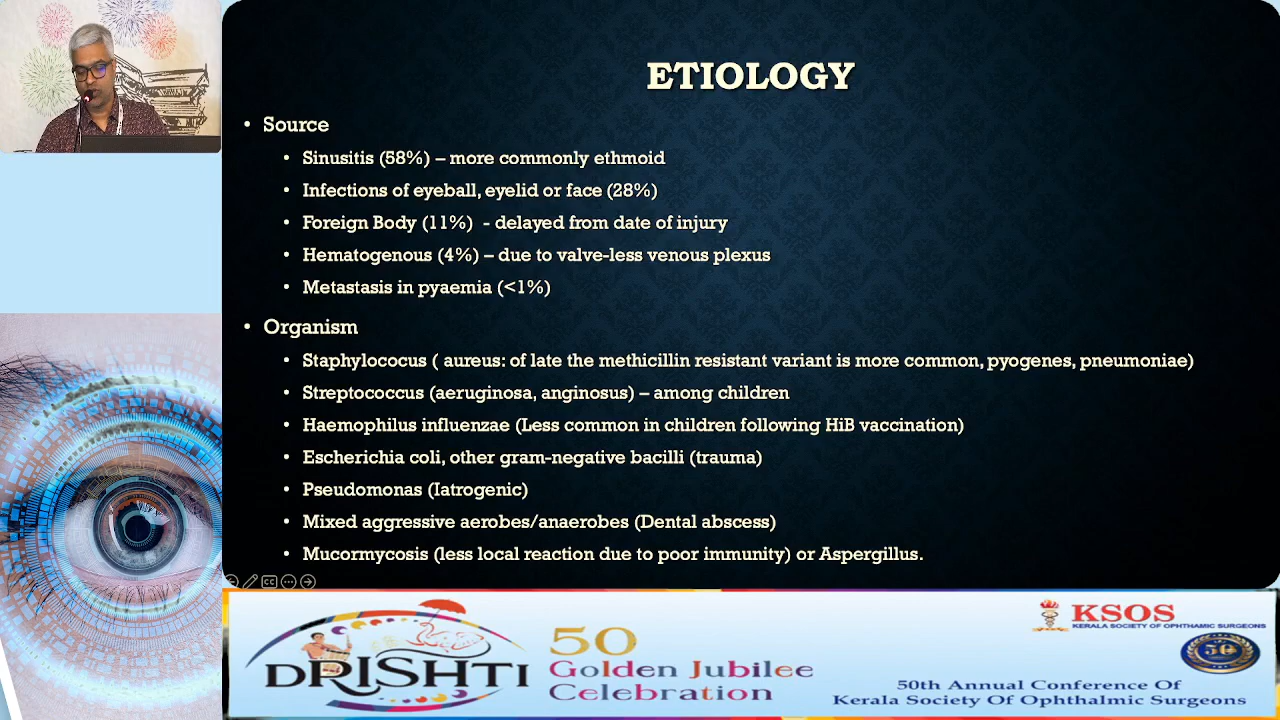 ETIOLOGY
• Source
• Sinusitis (58%) – more commonly ethmoid
• Infections of eyeball, eyelid or face (28%)
• Foreign Body (11%) - delayed from date of injury
• Hematogenous (4%) – due to valve-less venous plexus
• Metastasis in pyaemia (<1%)
• Organism
• Staphylococus ( aureus: of late the methicillin resistant variant is more common, pyogenes, pneumoniae)
• Streptococcus (aeruginosa, anginosus) – among children
• Haemophilus influenzae (Less common in children following HiB vaccination)
• Escherichia coli, other gram-negative bacilli (trauma)
• Pseudomonas (Iatrogenic)
• Mixed aggressive aerobes/anaerobes (Dental abscess)
• Mucormycosis (less local reaction due to poor immunity) or Aspergillus.
CC
DRISHTI
50
Golden Jubilee
Celebration
KSOS
KERALA SOCIETY OF OPHTHAMIC SURGEONS
50
50th Annual Conference Of
Kerala Society Of Ophthalmic Surgeons